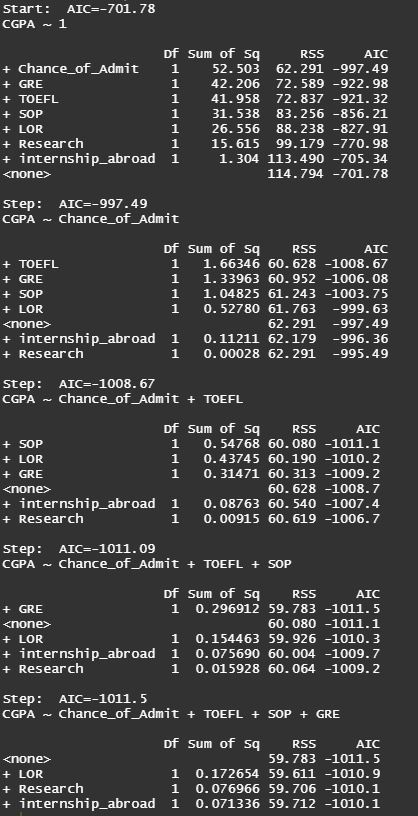 Start:  AIC=-701.78
CGPA ~ 1

                    Df Sum of Sq     RSS     AIC
+ Chance_of_Admit    1    52.503  62.291 -997.49
+ GRE                1    42.206  72.589 -922.98
+ TOEFL              1    41.958  72.837 -921.32
+ SOP                1    31.538  83.256 -856.21
+ LOR                1    26.556  88.238 -827.91
+ Research           1    15.615  99.179 -770.98
+ internship_abroad  1     1.304 113.490 -705.34
<none>                           114.794 -701.78

Step:  AIC=-997.49
CGPA ~ Chance_of_Admit

                    Df Sum of Sq    RSS      AIC
+ TOEFL              1   1.66346 60.628 -1008.67
+ GRE                1   1.33963 60.952 -1006.08
+ SOP                1   1.04825 61.243 -1003.75
+ LOR                1   0.52780 61.763  -999.63
<none>                           62.291  -997.49
+ internship_abroad  1   0.11211 62.179  -996.36
+ Research           1   0.00028 62.291  -995.49

Step:  AIC=-1008.67
CGPA ~ Chance_of_Admit + TOEFL

                    Df Sum of Sq    RSS     AIC
+ SOP                1   0.54768 60.080 -1011.1
+ LOR                1   0.43745 60.190 -1010.2
+ GRE                1   0.31471 60.313 -1009.2
<none>                           60.628 -1008.7
+ internship_abroad  1   0.08763 60.540 -1007.4
+ Research           1   0.00915 60.619 -1006.7

Step:  AIC=-1011.09
CGPA ~ Chance_of_Admit + TOEFL + SOP

                    Df Sum of Sq    RSS     AIC
+ GRE                1  0.296912 59.783 -1011.5
<none>                           60.080 -1011.1
+ LOR                1  0.154463 59.926 -1010.3
+ internship_abroad  1  0.075690 60.004 -1009.7
+ Research           1  0.015928 60.064 -1009.2

Step:  AIC=-1011.5
CGPA ~ Chance_of_Admit + TOEFL + SOP + GRE

                    Df Sum of Sq    RSS     AIC
<none>                           59.783 -1011.5
+ LOR                1  0.172654 59.611 -1010.9
+ Research           1  0.076966 59.706 -1010.1
+ internship_abroad  1  0.071336 59.712 -1010.1